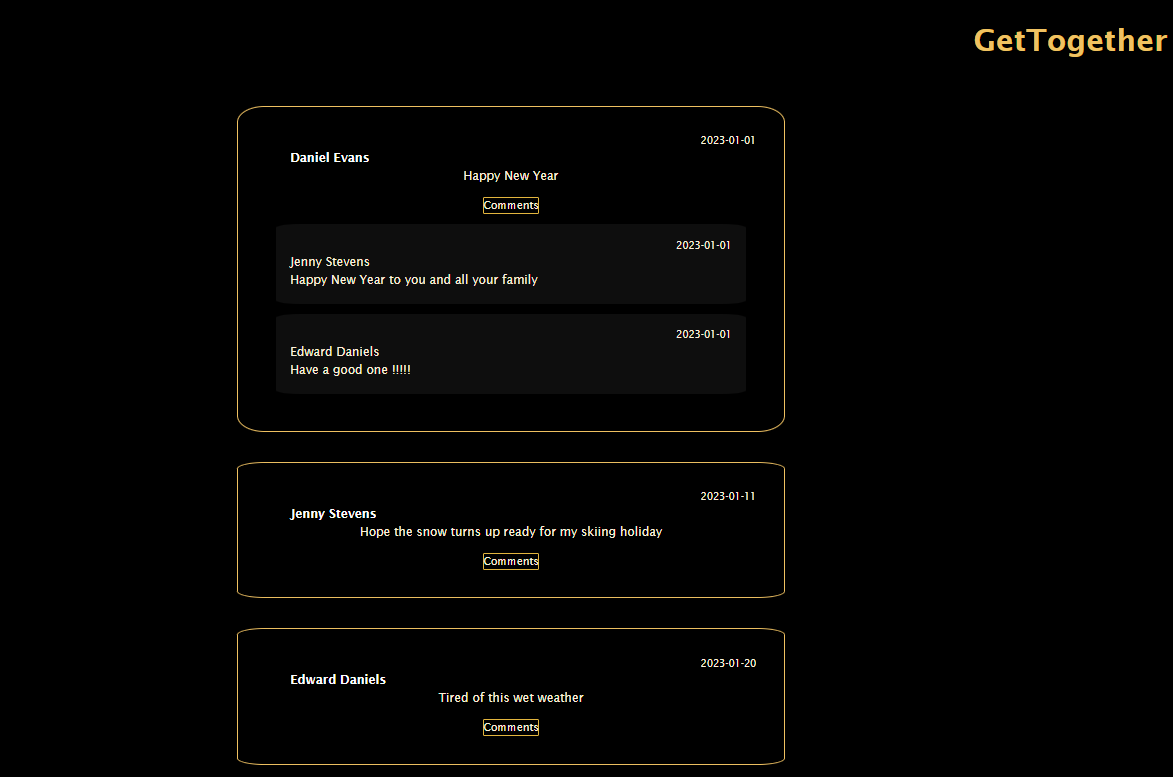 GetTogether
2023-01-01
Daniel Evans
Happy New Year
Comments
2023-01-01
Jenny Stevens
Happy New Year to you and all your family
2023-01-01
Edward Daniels
Have a good one !!!!!
2023-01-11
Jenny Stevens
Hope the snow turns up ready for my skiing holiday
Comments
2023-01-20
Edward Daniels
Tired of this wet weather
Comments